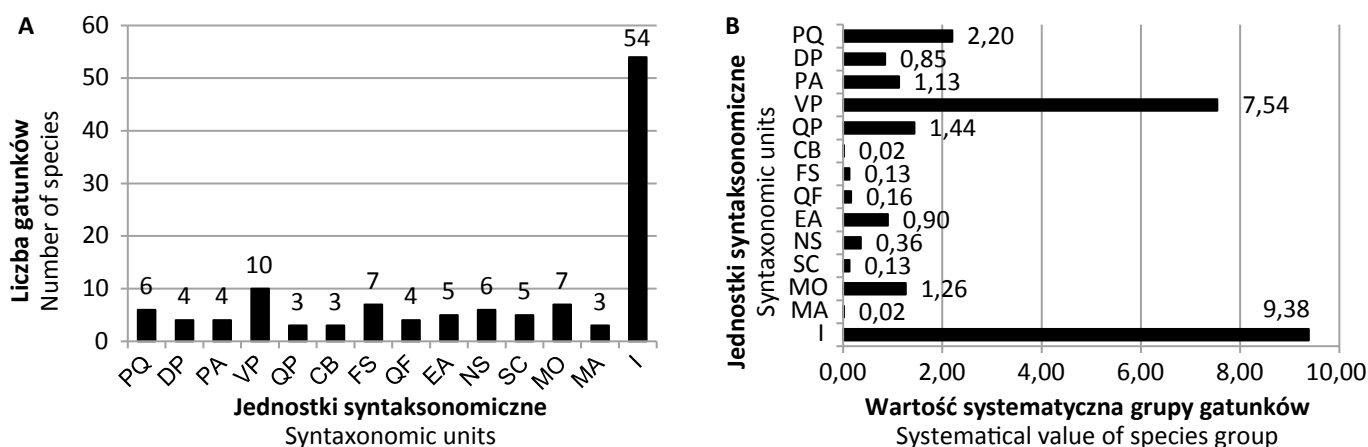 A
Liczba gatunków
Number of species
60
50
40
30
20
10
0
6
4
4
10
3
3
7
4
5
6
5
7
3
54
PQ
DP
PA
VP
QP
CB
FS
QF
EA
NS
SC
MO
MA
I
Jednostki syntaksonomiczne
Syntaxonomic units
B
Jednostki syntaksonomiczne
Syntaxonomic units
PQ 2,20
DP 0,85
PA 1,13
VP 7,54
QP 1,44
CB 0,02
FS 0,13
QF 0,16
EA 0,90
NS 0,36
SC 0,13
MO 1,26
MA 0,02
I 9,38
0,00 2,00 4,00 6,00 8,00 10,00
Wartość systematyczna grupy gatunków
Systematical value of species group